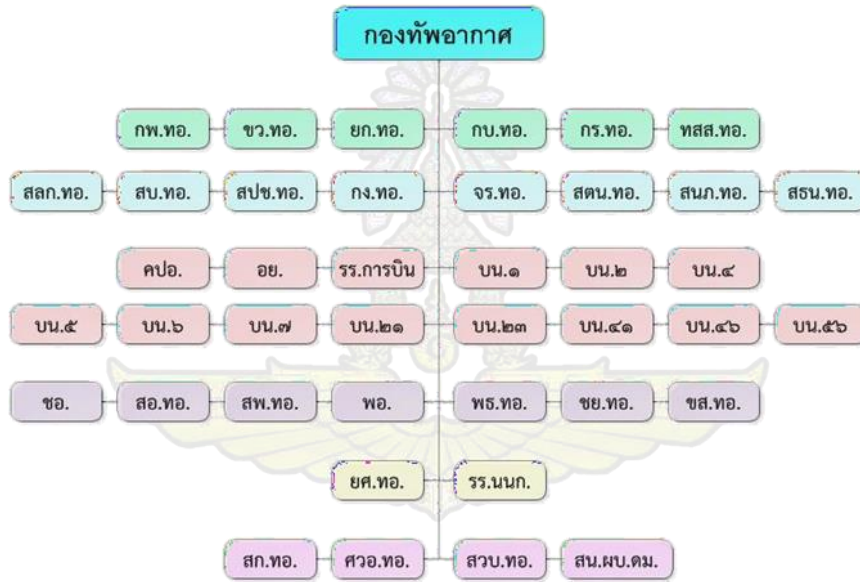 กองทัพอากาศ
กพ.ทอ. ขว.ทอ. ยก.ทอ. กบ.ทอ. กร.ทอ. ทสส.ทอ.
สลก.ทอ. สบ.ทอ. สปช.ทอ. กง.ทอ. จร.ทอ. สตน.ทอ. สนภ.ทอ. สธน.ทอ.
คปอ. อย. รร.การบิน บน.๑ บน.๒ บน.๔
บน.๕ บน.๖ บน.๗ บน.๒๑ บน.๒๓ บน.๔๑ บน.๔๖ บน.๕๖
ชอ. สอ.ทอ. สพ.ทอ. พอ. พธ.ทอ. ชย.ทอ. ขส.ทอ.
ยศ.ทอ. รร.นนก.
สก.ทอ. ศวอ.ทอ. สวบ.ทอ. สน.ผบ.ดม.